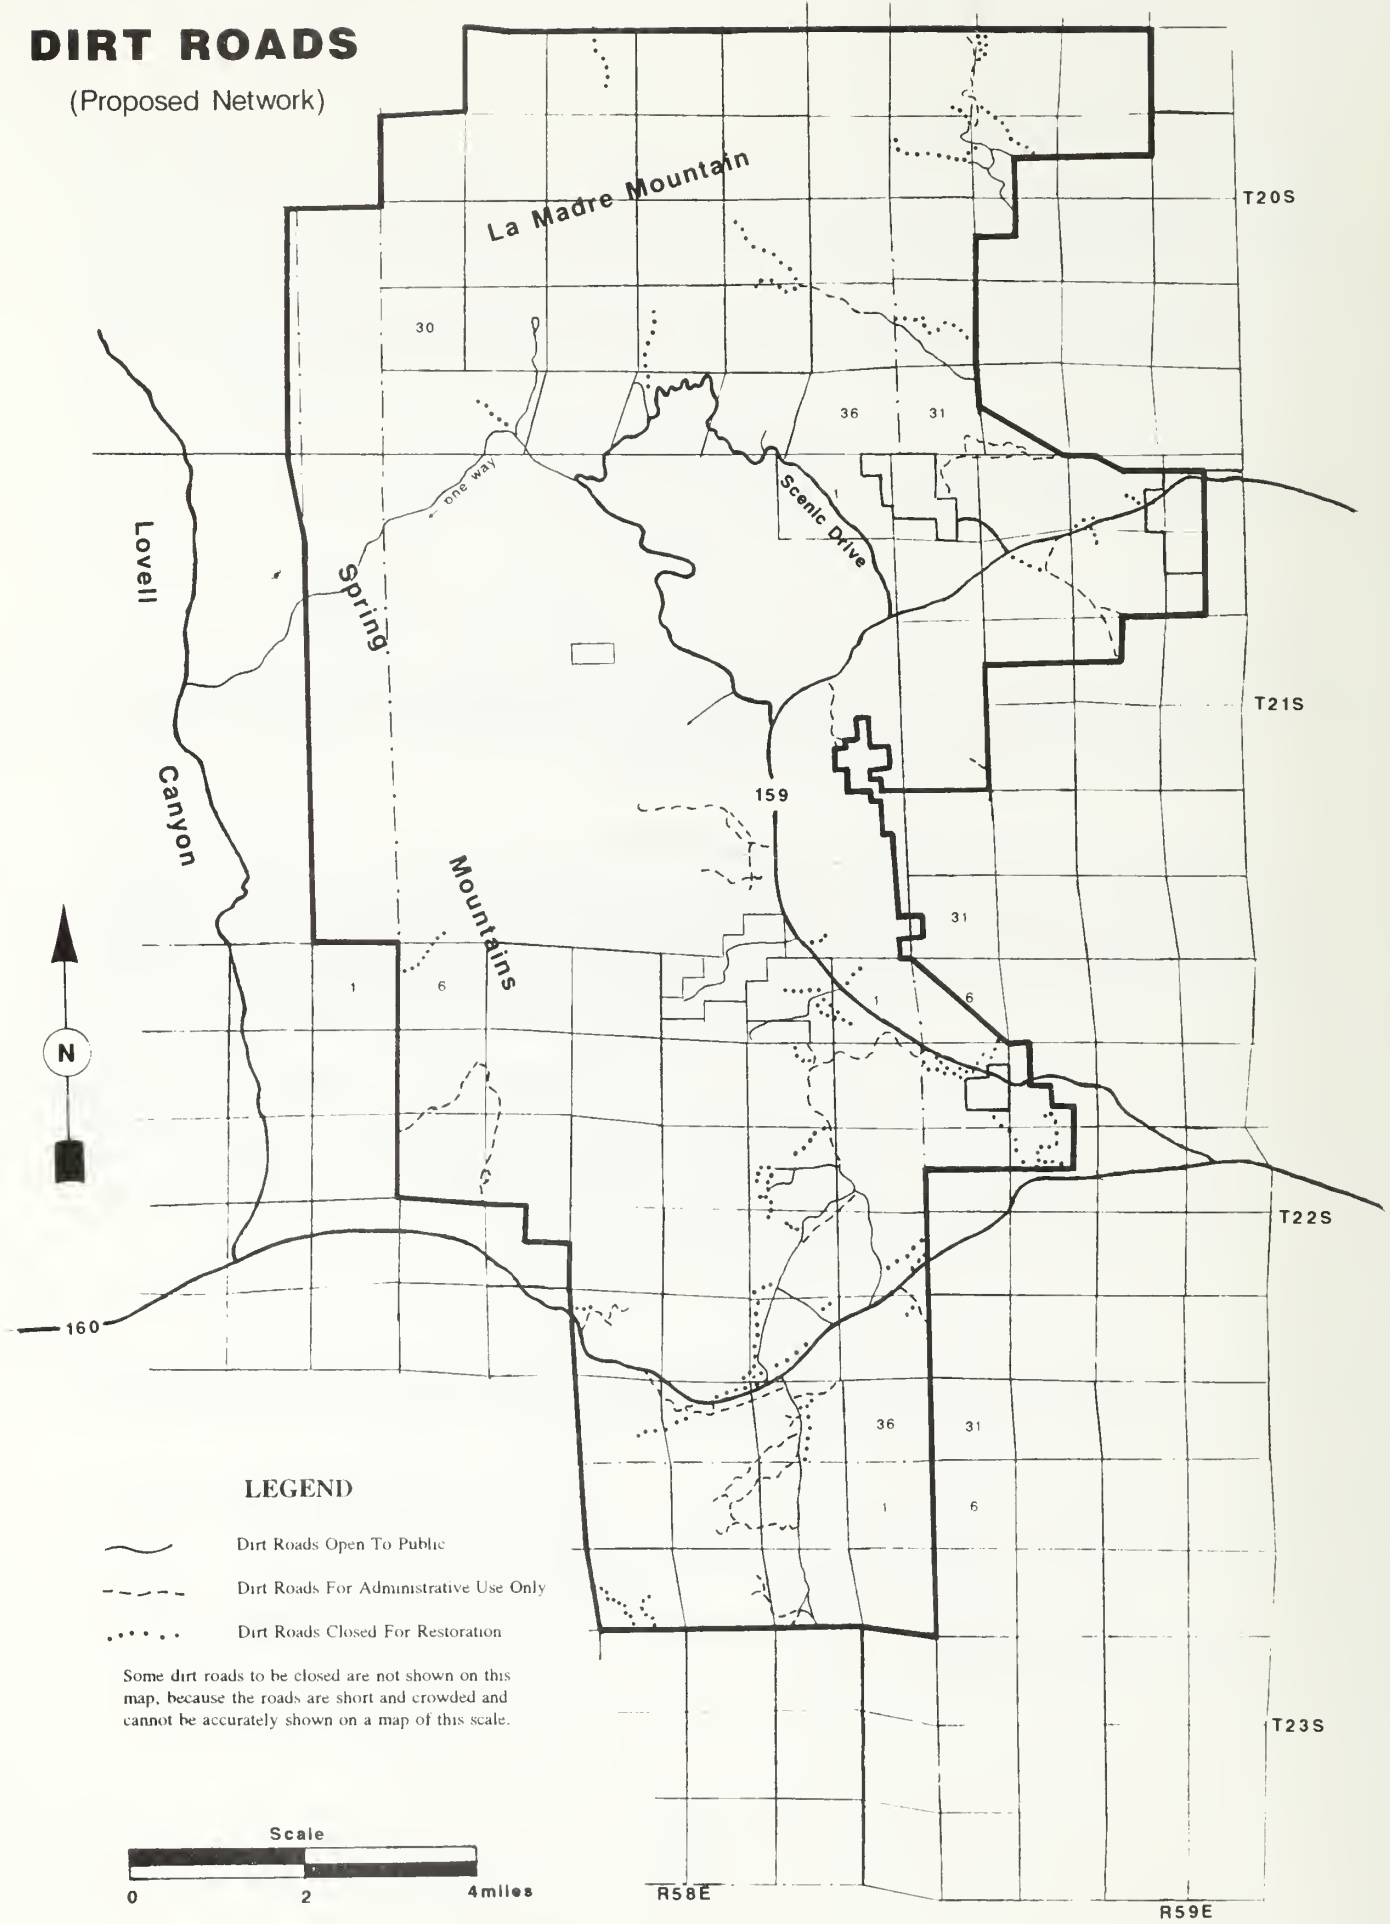 DIRT ROADS
(Proposed Network)
La Madre Mountain
T20S
30
36
31
one way
1
Scenic Drive
Lovell
Spring
T21S
159
Canyon
Mountains
31
1
6
1
6
N
T22S
160
36
31
1
6
LEGEND
Dirt Roads Open To Public
Dirt Roads For Administrative Use Only
Dirt Roads Closed For Restoration
Some dirt roads to be closed are not shown on this
map, because the roads are short and crowded and
cannot be accurately shown on a map of this scale.
T23S
Scale
0 2 4miles
R58E
R59E